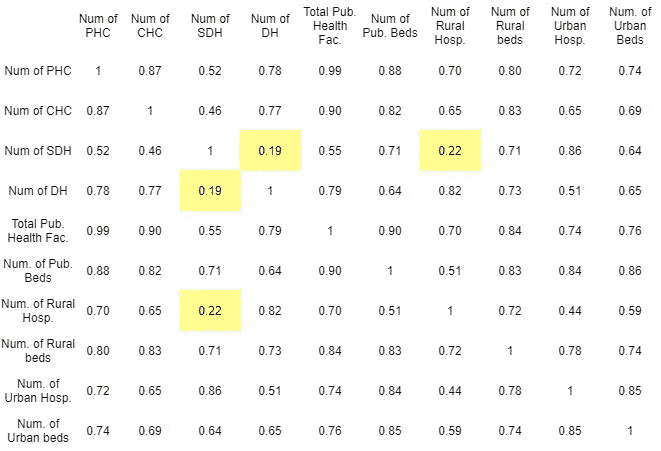 Num of PHC Num of CHC Num of SDH Num of DH Total Pub. Health Fac. Num of Pub. Beds Num of Rural Hosp. Num of Rural beds Num of Urban Hosp. Num of Urban Beds
Num of PHC 1 0.87 0.52 0.78 0.99 0.88 0.70 0.80 0.72 0.74
Num of CHC 0.87 1 0.46 0.77 0.90 0.82 0.65 0.83 0.65 0.69
Num of SDH 0.52 0.46 1 0.19 0.55 0.71 0.22 0.71 0.86 0.64
Num of DH 0.78 0.77 0.19 1 0.79 0.64 0.82 0.73 0.51 0.65
Total Pub. Health Fac. 0.99 0.90 0.55 0.79 1 0.90 0.70 0.84 0.74 0.76
Num. of Pub. Beds 0.88 0.82 0.71 0.64 0.90 1 0.51 0.83 0.84 0.86
Num. of Rural Hosp. 0.70 0.65 0.22 0.82 0.70 0.51 1 0.72 0.44 0.59
Num. of Rural beds 0.80 0.83 0.71 0.73 0.84 0.83 0.72 1 0.78 0.74
Num. of Urban Hosp. 0.72 0.65 0.86 0.51 0.74 0.84 0.44 0.78 1 0.85
Num. of Urban beds 0.74 0.69 0.64 0.65 0.76 0.85 0.59 0.74 0.85 1